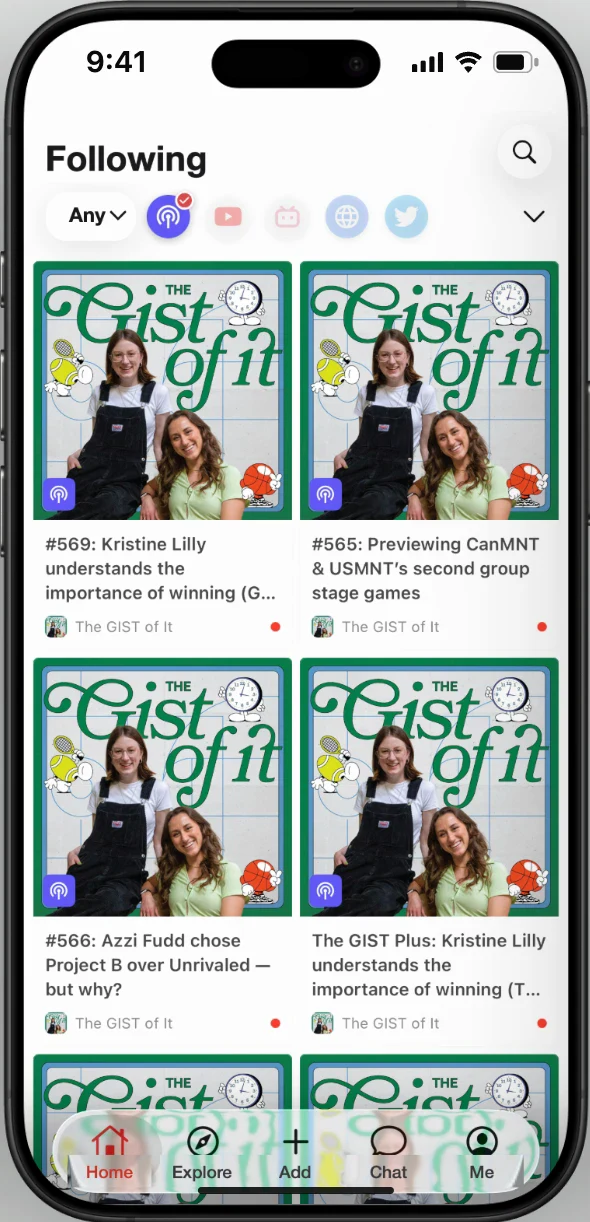 9:41
Following
Any
THE
Gist
of it
THE
Gist
of it
#569: Kristine Lilly
understands the
importance of winning (G...
The GIST of It
#565: Previewing CanMNT
& USMNT’s second group
stage games
The GIST of It
THE
Gist
of it
THE
Gist
of it
#566: Azzi Fudd chose
Project B over Unrivaled —
but why?
The GIST of It
The GIST Plus: Kristine Lilly
understands the
importance of winning (T...
The GIST of It
THE
Gist
THE
Gist
Home
Explore
Add
Chat
Me